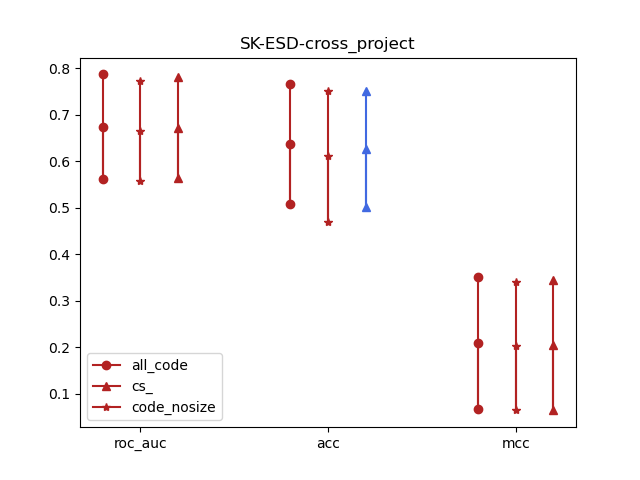 SK-ESD-cross_project
0.8
0.7
0.6
0.5
0.4
0.3
0.2
0.1
all_code
cs_
code_nosize
roc_auc acc mcc